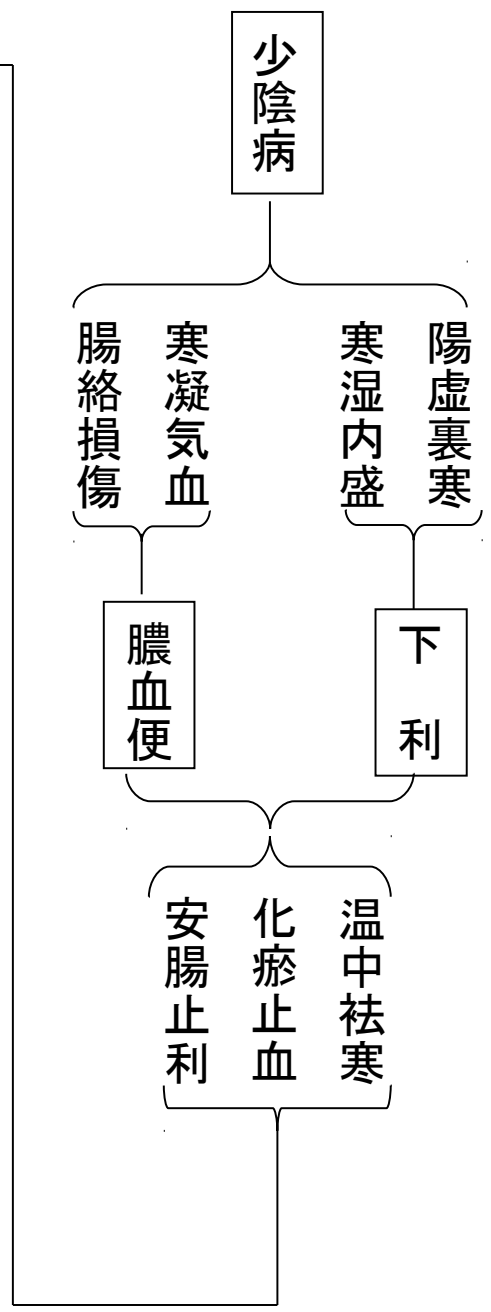 少陰病
陽虚裏寒
寒湿内盛
寒凝気血
腸絡損傷
下利
膿血便
温中袪寒
化瘀止血
安腸止利